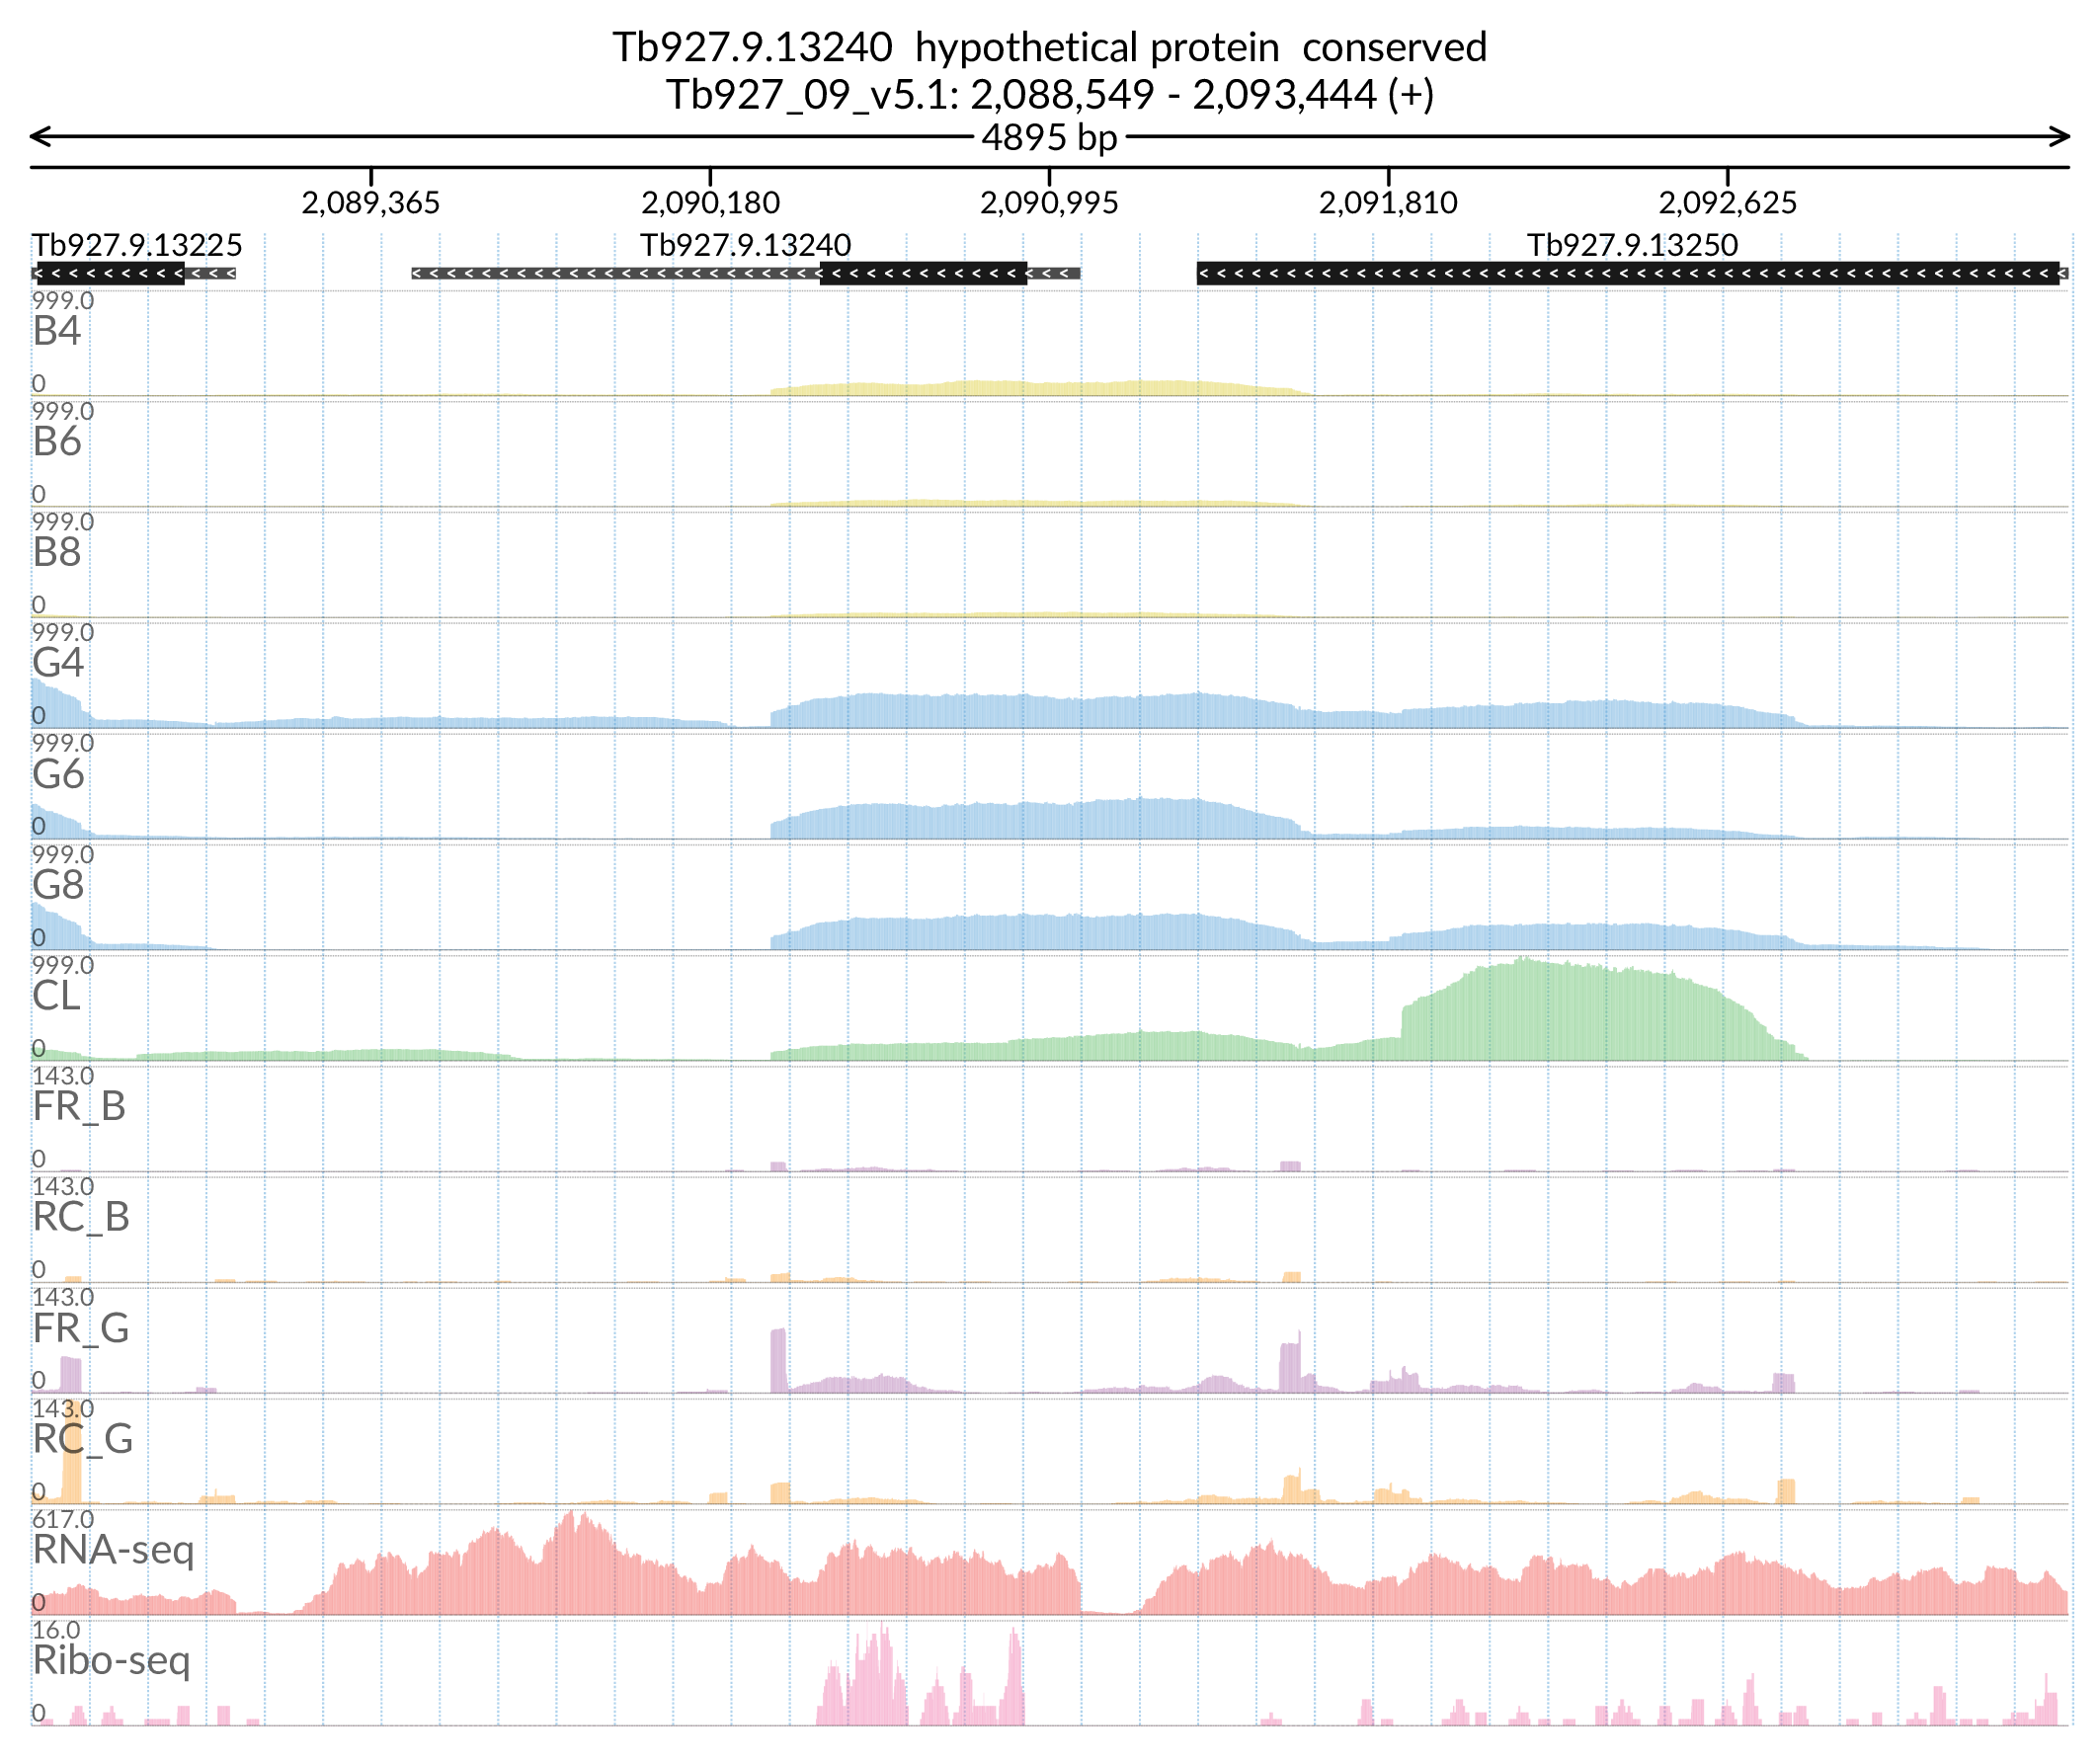 Tb927.9.13240 hypothetical protein conserved
Tb927_09_v5.1: 2,088,549 - 2,093,444 (+)
4895 bp
2,089,365 2,090,180 2,090,995 2,091,810 2,092,625
Tb927.9.13225 Tb927.9.13240 Tb927.9.13250
999.0
B4
0
999.0
B6
0
999.0
B8
0
999.0
G4
0
999.0
G6
0
999.0
G8
0
999.0
CL
0
143.0
FR_B
0
143.0
RC_B
0
143.0
FR_G
0
143.0
RC_G
0
617.0
RNA-seq
0
16.0
Ribo-seq
0